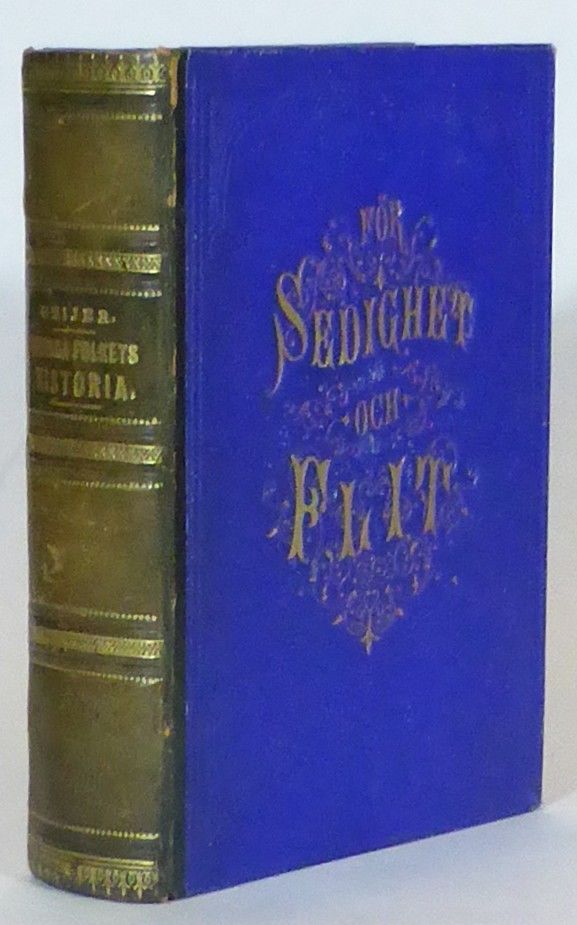 GEIJER.
FOLKETS
HISTORIA.
FÖR
SEDIGHET
OCH
FLIT